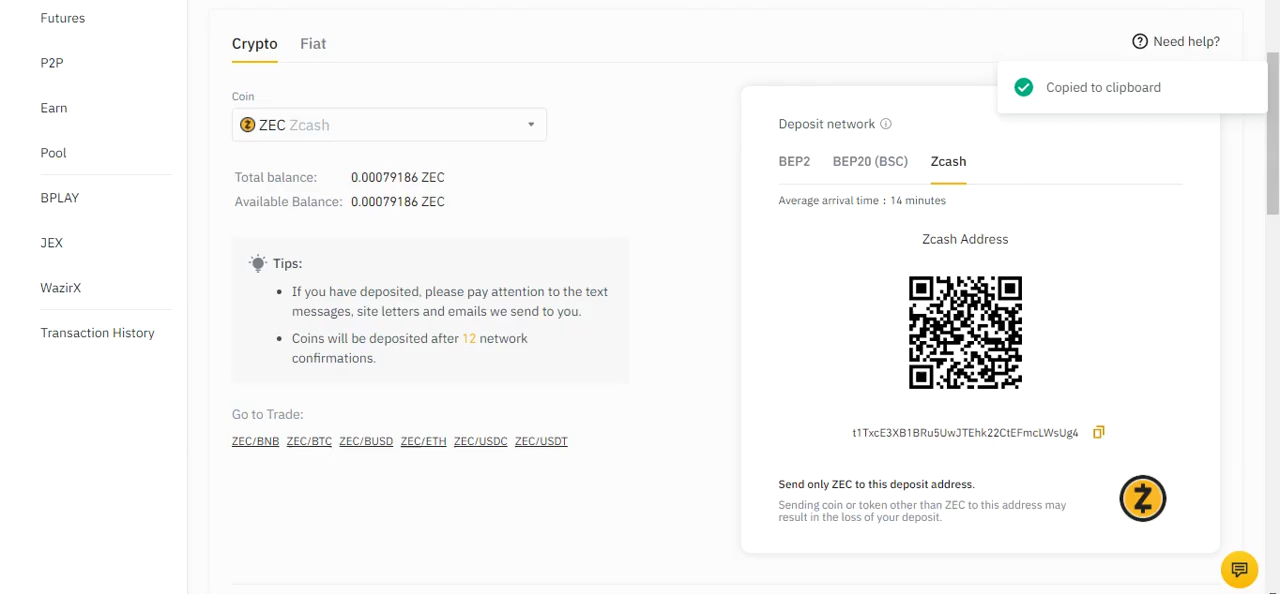 Futures
P2P
Earn
Pool
BPLAY
JEX
WazirX
Transaction History
Crypto Fiat
Need help?
Copied to clipboard
Coin
ZEC Zcash
Total balance: 0.00079186 ZEC
Available Balance: 0.00079186 ZEC
Tips:
• If you have deposited, please pay attention to the text
messages, site letters and emails we send to you.
• Coins will be deposited after 12 network
confirmations.
Go to Trade:
ZEC/BNB ZEC/BTC ZEC/BUSD ZEC/ETH ZEC/USDC ZEC/USDT
Deposit network
BEP2 BEP20 (BSC) Zcash
Average arrival time : 14 minutes
Zcash Address
t1TxcE3XB1BRu5UwJTEhk22CtEFmcLWsUg4
Send only ZEC to this deposit address.
Sending coin or token other than ZEC to this address may
result in the loss of your deposit.